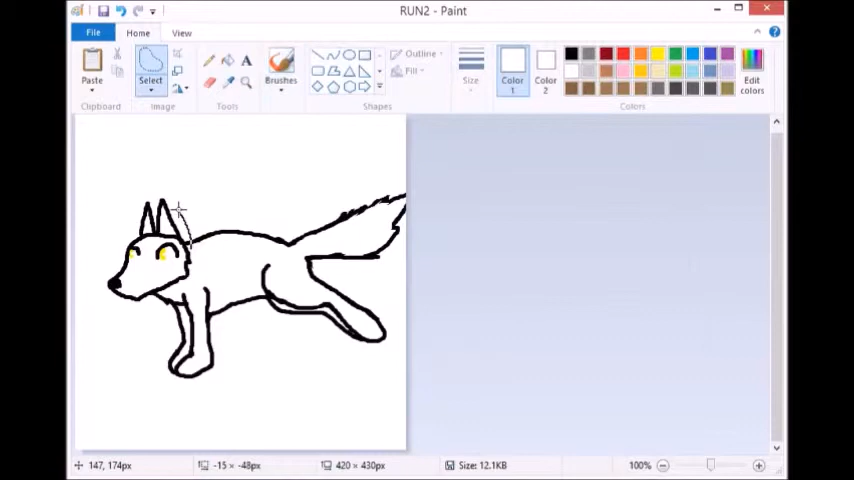 RUN2 - Paint
File Home View
Paste
Select
A
Brushes
Outline
Fill
Size
Color 1
Color 2
Edit colors
Clipboard Image Tools Shapes Colors
147, 174px
-15 × -48px
420 × 430px
Size: 12.1KB
100%